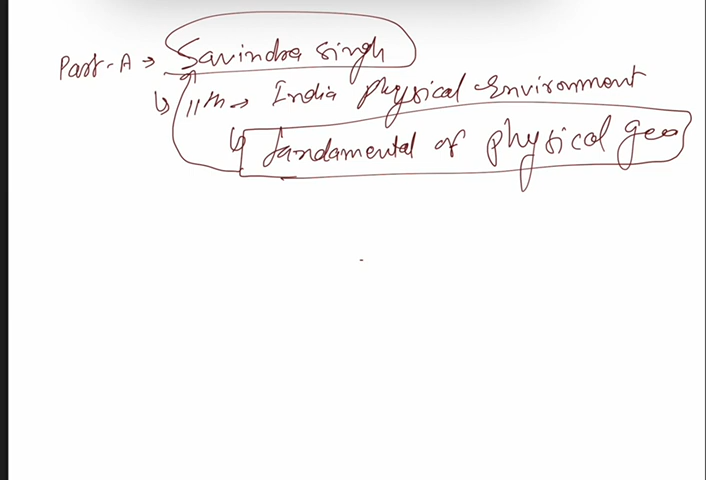 Part-A → Savindra Singh
↳ 11th → India Physical Environment
↳ fundamental of physical geo